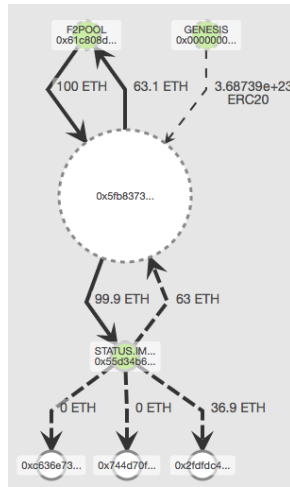 F2POOL
0x61c808d...
GENESIS
0x0000000...
100 ETH
63.1 ETH
3.68739e+23
ERC20
0x5fb8373...
99.9 ETH
63 ETH
STATUS.IM...
0x55d34b6...
0 ETH
0 ETH
36.9 ETH
0xc636e73...
0x744d70f...
0x2fdfdc4...